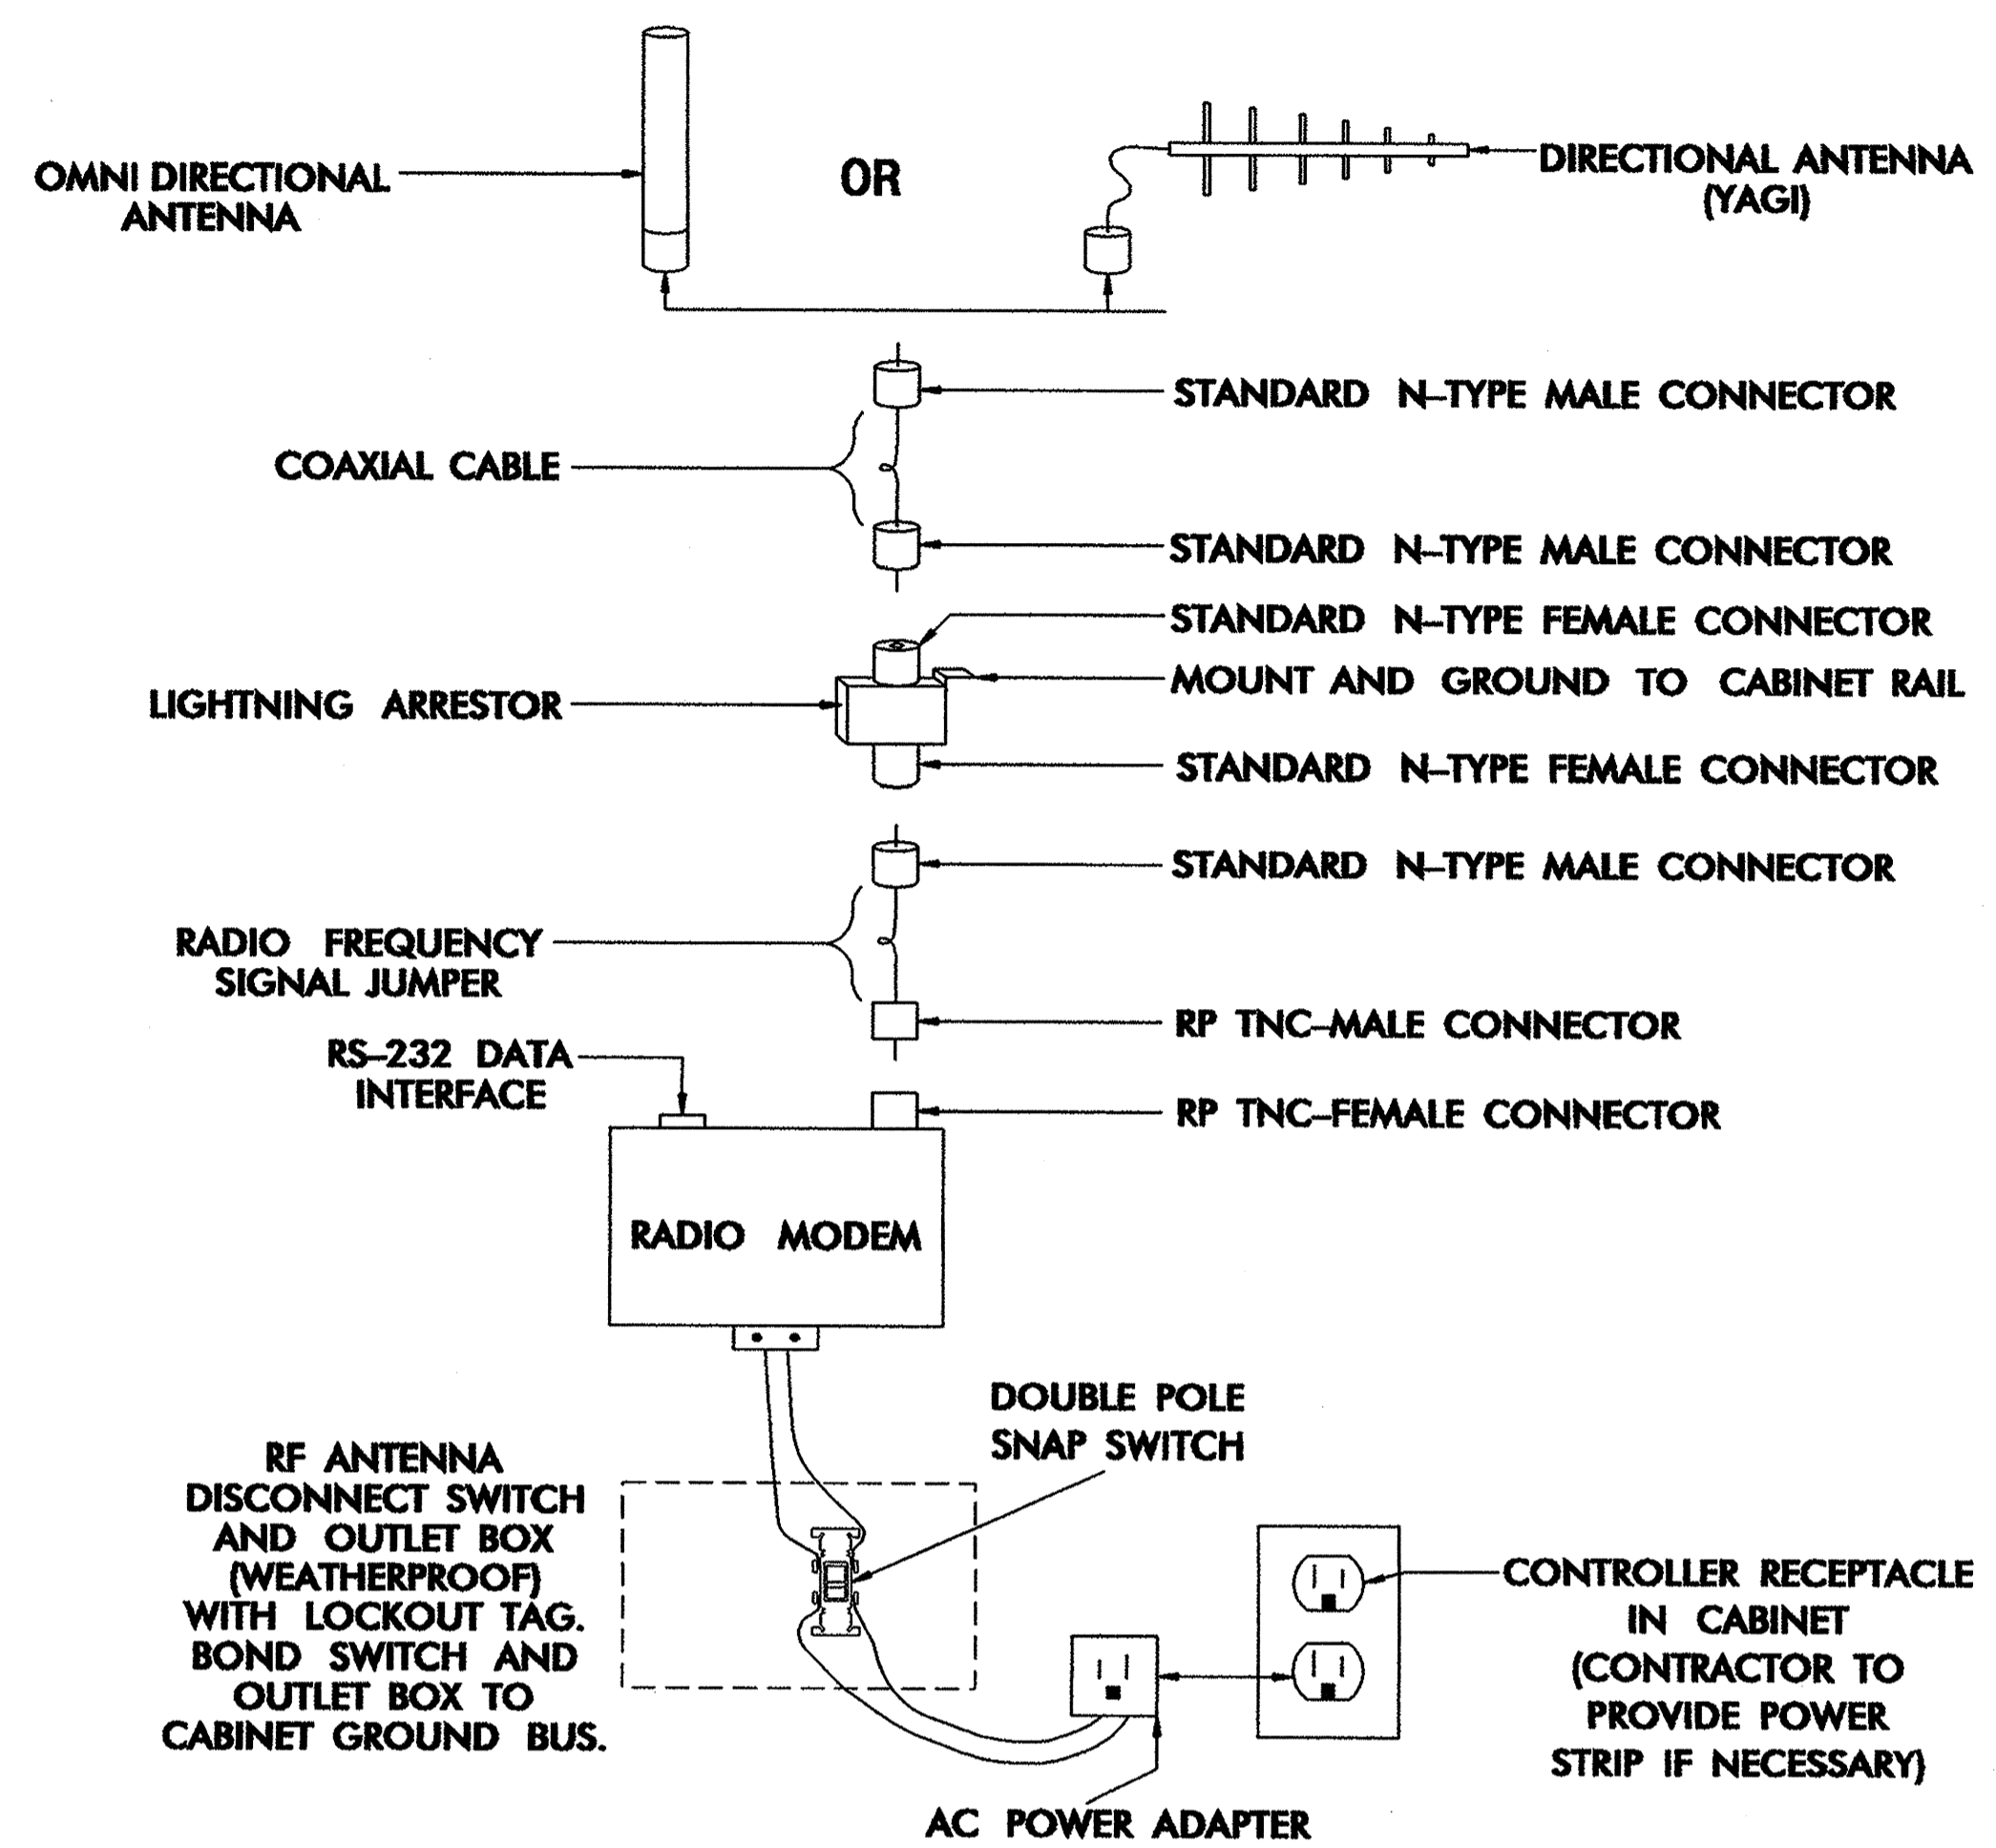 OMNI DIRECTIONAL
ANTENNA
OR
DIRECTIONAL ANTENNA
(YAGI)
STANDARD N-TYPE MALE CONNECTOR
COAXIAL CABLE
STANDARD N-TYPE MALE CONNECTOR
STANDARD N-TYPE FEMALE CONNECTOR
MOUNT AND GROUND TO CABINET RAIL
LIGHTNING ARRESTOR
STANDARD N-TYPE FEMALE CONNECTOR
STANDARD N-TYPE MALE CONNECTOR
RADIO FREQUENCY
SIGNAL JUMPER
RP TNC-MALE CONNECTOR
RS-232 DATA
INTERFACE
RP TNC-FEMALE CONNECTOR
RADIO MODEM
DOUBLE POLE
SNAP SWITCH
RF ANTENNA
DISCONNECT SWITCH
AND OUTLET BOX
(WEATHERPROOF)
WITH LOCKOUT TAG.
BOND SWITCH AND
OUTLET BOX TO
CABINET GROUND BUS.
CONTROLLER RECEPTACLE
IN CABINET
(CONTRACTOR TO
PROVIDE POWER
STRIP IF NECESSARY)
AC POWER ADAPTER